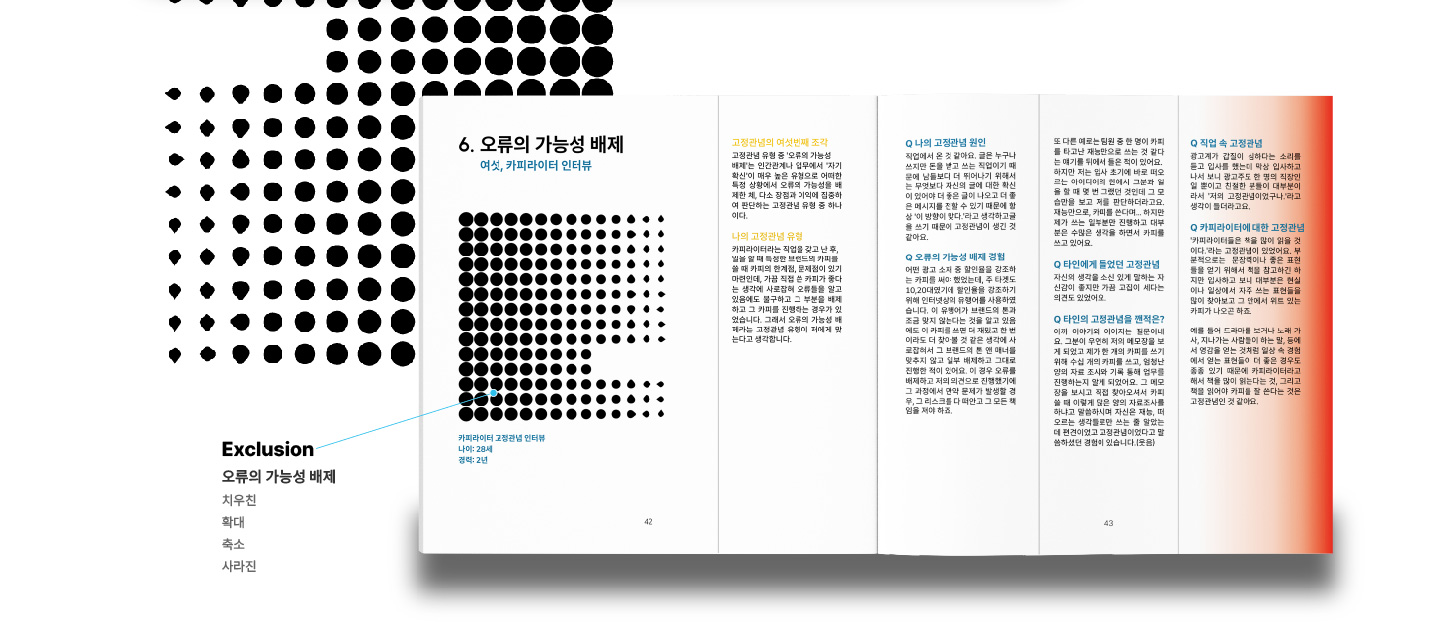 6. 오류의 가능성 배제
여섯, 카피라이터 인터뷰
카피라이터 고정관념 인터뷰
나이: 28세
경력: 2년
42
고정관념의 여섯번째 조각
고정관념 유형 중 '오류의 가능성
배제'는 인간관계나 업무에서 '자기
확신'이 매우 높은 유형으로 어떠한
특정 상황에서 오류의 가능성을 배
제한 체, 다소 장점과 이익에 집중하
여 판단하는 고정관념 유형 중 하나
이다.
나의 고정관념 유형
카피라이터라는 직업을 갖고 난 후,
일을 할 때 특정한 브랜드의 카피를
쓸 때 카피의 한계점, 문제점이 있기
마련인데, 가끔 직접 쓴 카피가 좋다
는 생각에 사로잡혀 오류들을 알고
있음에도 불구하고 그 부분을 배제
하고 그 카피를 진행하는 경우가 있
었습니다. 그래서 오류의 가능성 배
제라는 고정관념 유형이 저에게 맞
는다고 생각합니다.
Q 나의 고정관념 원인
직업에서 온 것 같아요. 글은 누구나
쓰지만 돈을 받고 쓰는 직업이기 때
문에 남들보다 더 뛰어나기 위해서
는 무엇보다 자신의 글에 대한 확신
이 있어야 더 좋은 글이 나오고 더 좋
은 메시지를 전할 수 있기 때문에 항
상 '이 방향이 맞다.'라고 생각하고글
을 쓰기 때문에 고정관념이 생긴 것
같아요.
Q 오류의 가능성 배제 경험
어떤 광고 소재 중 할인율을 강조하
는 카피를 써야 했었는데, 주 타겟도
10,20대였기에 할인율을 강조하기
위해 인터넷상의 유행어를 사용하였
습니다. 이 유행어가 브랜드의 톤과
조금 맞지 않는다는 것을 알고 있음
에도 이 카피를 쓰면 더 재밌고 한 번
이라도 더 찾아볼 것 같은 생각에 사
로잡혀서 그 브랜드의 톤 앤 매너를
맞추지 않고 일부 배제하고 그대로
진행한 적이 있어요. 이 경우 오류를
배제하고 저의의견으로 진행했기에
그 과정에서 만약 문제가 발생할 경
우, 그 리스크를 다 떠안고 그 모든 책
임을 져야 하죠.
또 다른 예로는팀원 중 한 명이 카피
를 타고난 재능만으로 쓰는 것 같다
는 얘기를 뒤에서 들은 적이 있어요.
하지만 저는 입사 초기에 바로 떠오
르는 아이디어의 한에서 그분과 일
을 할 때 몇 번 그랬던 것인데 그 모
습만을 보고 저를 판단하더라고요.
재능만으로, 카피를 쓴다며... 하지만
제가 쓰는 일부분만 진행하고 대부
분은 수많은 생각을 하면서 카피를
쓰고 있어요.
Q 타인에게 들었던 고정관념
자신의 생각을 소신 있게 말하는 자
신감이 좋지만 가끔 고집이 세다는
의견도 있었어요.
Q 타인의 고정관념을 깬적은?
이까 이야기와 이어지는 질문이네
요. 그분이 우연히 저의 메모장을 보
게 되었고 제가 한 개의 카피를 쓰기
위해 수십 개의 카피를 쓰고, 엄청난
양의 자료 조사와 기록 통해 업무를
진행하는지 알게 되었어요. 그 메모
장을 보시고 직접 찾아오셔서 카피
쓸 때 이렇게 많은 양의 자료조사를
하냐고 말씀하시며 자신은 재능, 떠
오르는 생각들로만 쓰는 줄 알았는
데 편견이었고 고정관념이었다고 말
씀하셨던 경험이 있습니다.(웃음)
43
Q 직업 속 고정관념
광고계가 갑질이 심하다는 소리를
듣고 입사를 했는데 막상 입사하고
나서 보니 광고주도 한 명의 직장인
일 뿐이고 친절한 분들이 대부분이
라서 '저의 고정관념이었구나.'라고
생각이 들더라고요.
Q 카피라이터에 대한 고정관념
'카피라이터들은 책을 많이 읽을 것
이다.'라는 고정관념이 있었어요. 부
분적으로는 문장력이나 좋은 표현
들을 얻기 위해서 책을 참고하긴 하
지만 입사하고 보니 대부분은 현실
이나 일상에서 자주 쓰는 표현들을
많이 찾아보고 그 안에서 위트 있는
카피가 나오곤 하죠.
예를 들어 드라마를 보거나 노래 가
사, 지나가는 사람들이 하는 말, 등에
서 영감을 얻는 것처럼 일상 속 경험
에서 얻는 표현들이 더 좋은 경우도
종종 있기 때문에 카피라이터라고
해서 책을 많이 읽는다는 것, 그리고
책을 읽어야 카피를 잘 쓴다는 것은
고정관념인 것 같아요.
Exclusion
오류의 가능성 배제
치우친
확대
축소
사라진